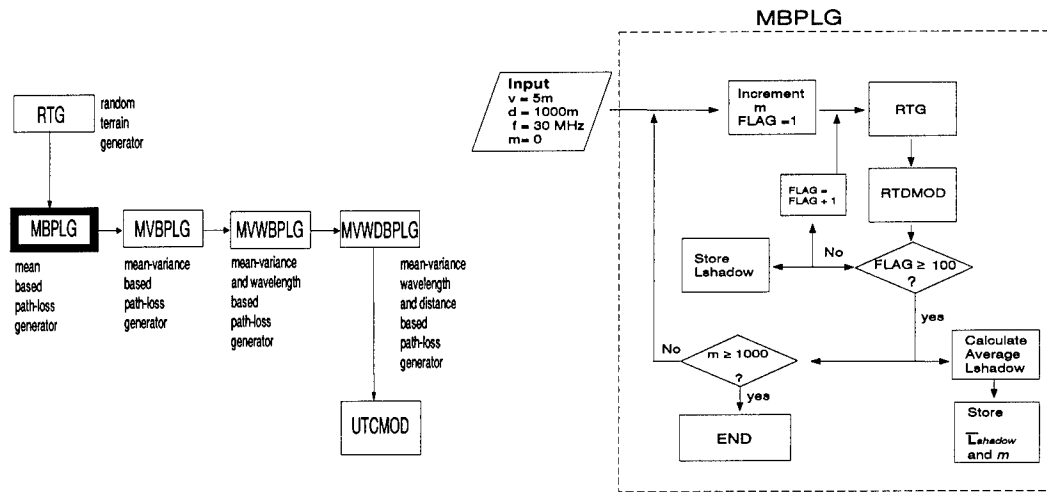 RTG
random
terrain
generator
MBPLG
mean
based
path-loss
generator
MVBPLG
mean-variance
based
path-loss
generator
MVWBPLG
mean-variance
and wavelength
based
path-loss
generator
MVWDBPLG
mean-variance
wavelength
and distance
based
path-loss
generator
UTCMOD
MBPLG
Input
v = 5m
d = 1000m
f = 30 MHz
m= 0
Increment
m
FLAG =1
RTG
FLAG =
FLAG + 1
RTDMOD
Store
Lshadow
No
FLAG ≥ 100
?
yes
No
m ≥ 1000
?
yes
END
Calculate
Average
Lshadow
Store
L̅shadow
and m